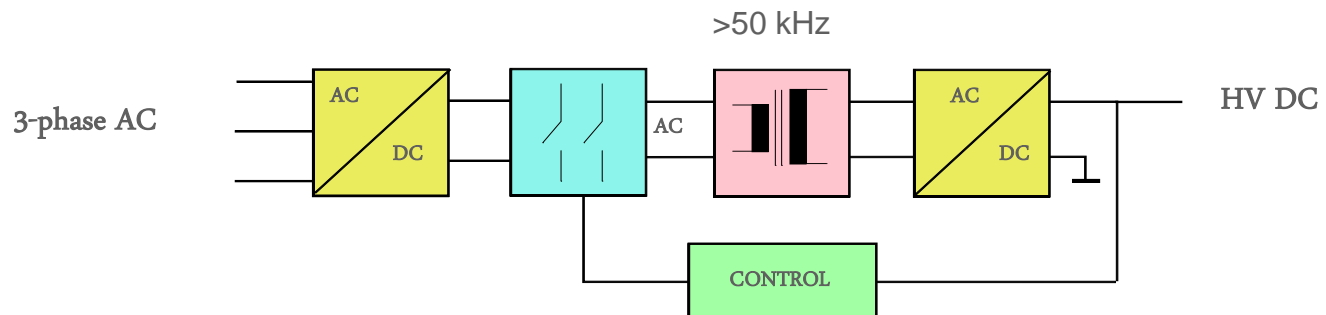 >50 kHz
3-phase AC
AC
DC
AC
AC
DC
HV DC
CONTROL